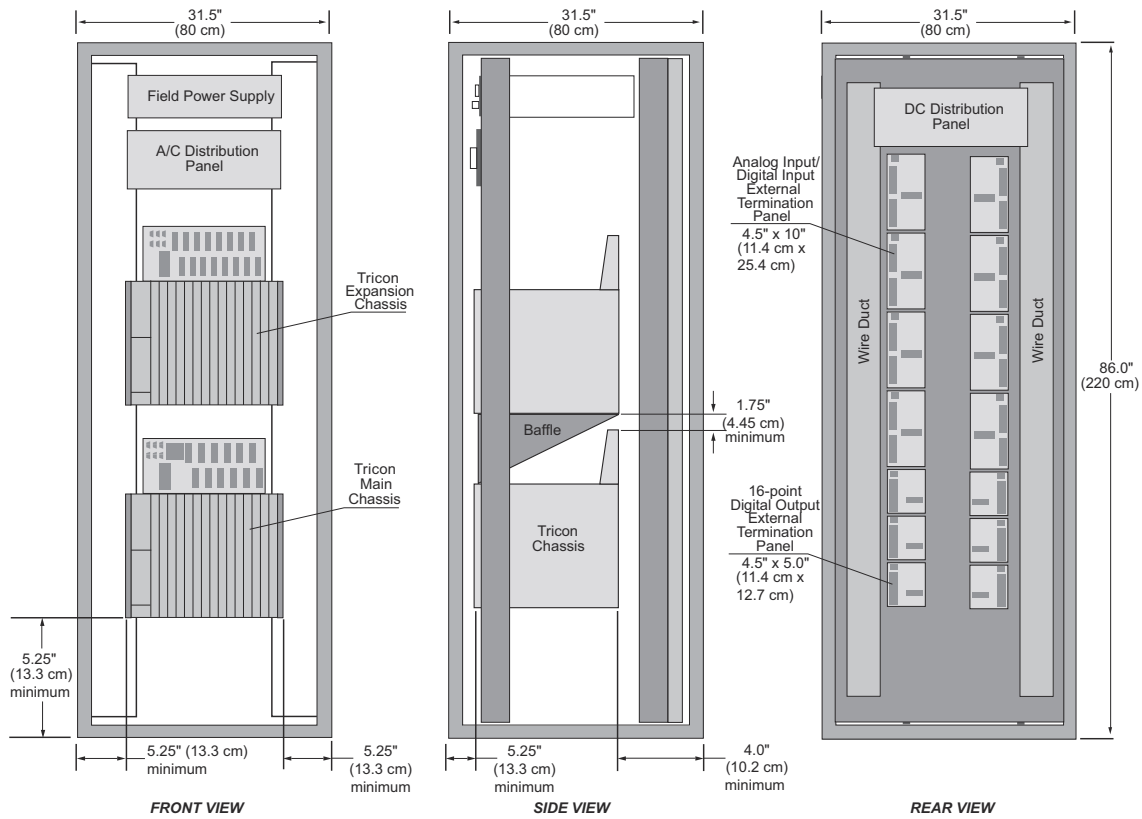 31.5"
(80 cm)
Field Power Supply
A/C Distribution
Panel
Tricon
Expansion
Chassis
Tricon
Main
Chassis
5.25"
(13.3 cm)
minimum
5.25" (13.3 cm)
minimum
5.25"
(13.3 cm)
minimum
FRONT VIEW
31.5"
(80 cm)
1.75"
(4.45 cm)
minimum
Baffle
Tricon
Chassis
5.25"
(13.3 cm)
minimum
4.0"
(10.2 cm)
minimum
SIDE VIEW
31.5"
(80 cm)
DC Distribution
Panel
Analog Input/
Digital Input
External
Termination
Panel
4.5" x 10"
(11.4 cm x
25.4 cm)
Wire Duct
Wire Duct
86.0"
(220 cm)
16-point
Digital Output
External
Termination
Panel
4.5" x 5.0"
(11.4 cm x
12.7 cm)
REAR VIEW